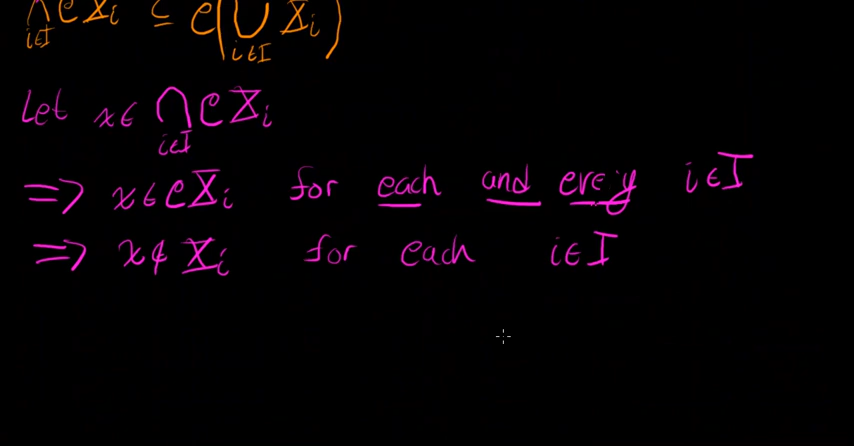 ⋂ i∈I 𝒞X_i ⊆ 𝒞(⋃ i∈I X_i)
Let x∈ ⋂ i∈I 𝒞X_i
⇒ x∈𝒞X_i for each and every i∈I
⇒ x∉X_i for each i∈I